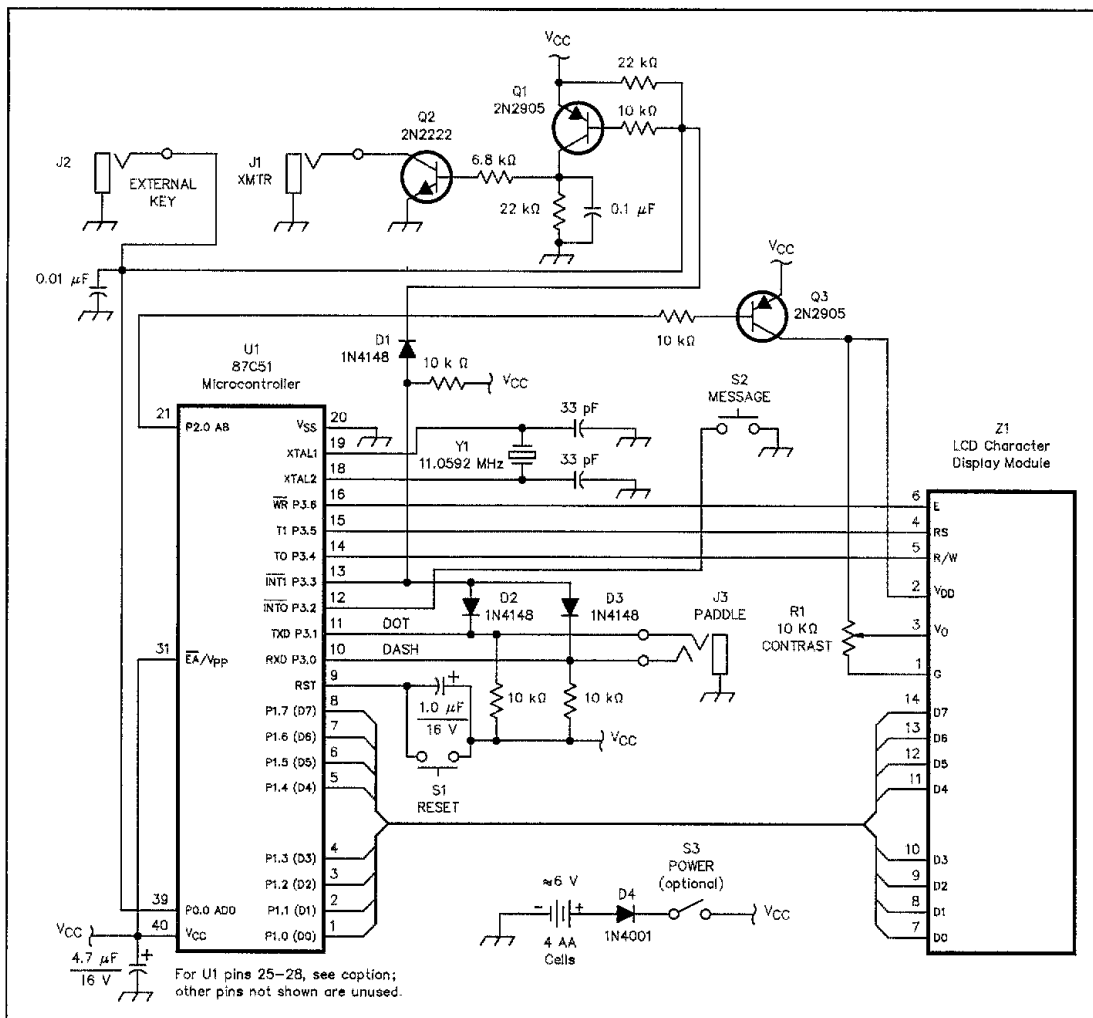 VCC
22 kΩ
Q1
2N2905
10 kΩ
Q2
2N2222
J2
EXTERNAL
KEY
J1
XMTR
6.8 kΩ
22 kΩ
0.1 µF
0.01 µF
VCC
Q3
2N2905
10 kΩ
D1
1N4148
10 k Ω
VCC
U1
87C51
Microcontroller
S2
MESSAGE
33 pF
Y1
11.0592 MHz
33 pF
Z1
LCD Character
Display Module
21
P2.0 A8
VSS
20
XTAL1
19
XTAL2
18
WR P3.6
16
T1 P3.5
15
T0 P3.4
14
INT1 P3.3
13
INT0 P3.2
12
TXD P3.1
11
DOT
RXD P3.0
10
DASH
RST
9
31
EA/VPP
P1.7 (D7)
8
P1.6 (D6)
7
P1.5 (D5)
6
P1.4 (D4)
5
P1.3 (D3)
4
P1.2 (D2)
3
P1.1 (D1)
2
P1.0 (D0)
1
39
P0.0 AD0
VCC
40
VCC
4.7 µF
16 V
+
D2
1N4148
D3
1N4148
J3
PADDLE
+
1.0 µF
16 V
10 kΩ
10 kΩ
VCC
S1
RESET
R1
10 KΩ
CONTRAST
6
E
4
RS
5
R/W
2
VDD
3
VO
1
G
14
D7
13
D6
12
D5
11
D4
10
D3
9
D2
8
D1
7
D0
≈6 V
- +
4 AA
Cells
D4
1N4001
S3
POWER
(optional)
VCC
For U1 pins 25–28, see caption;
other pins not shown are unused.